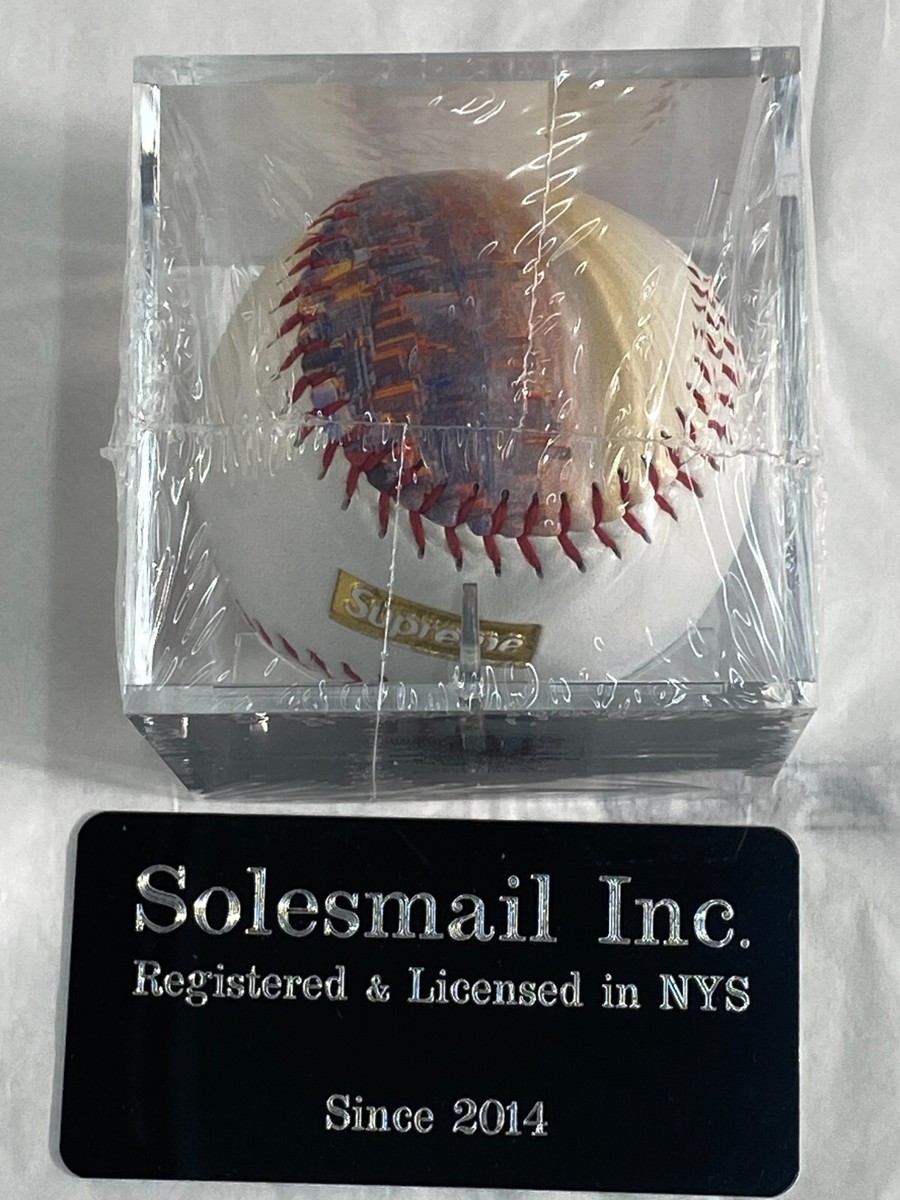 Supreme
Solesmail Inc.
Registered & Licensed in NYS
Since 2014